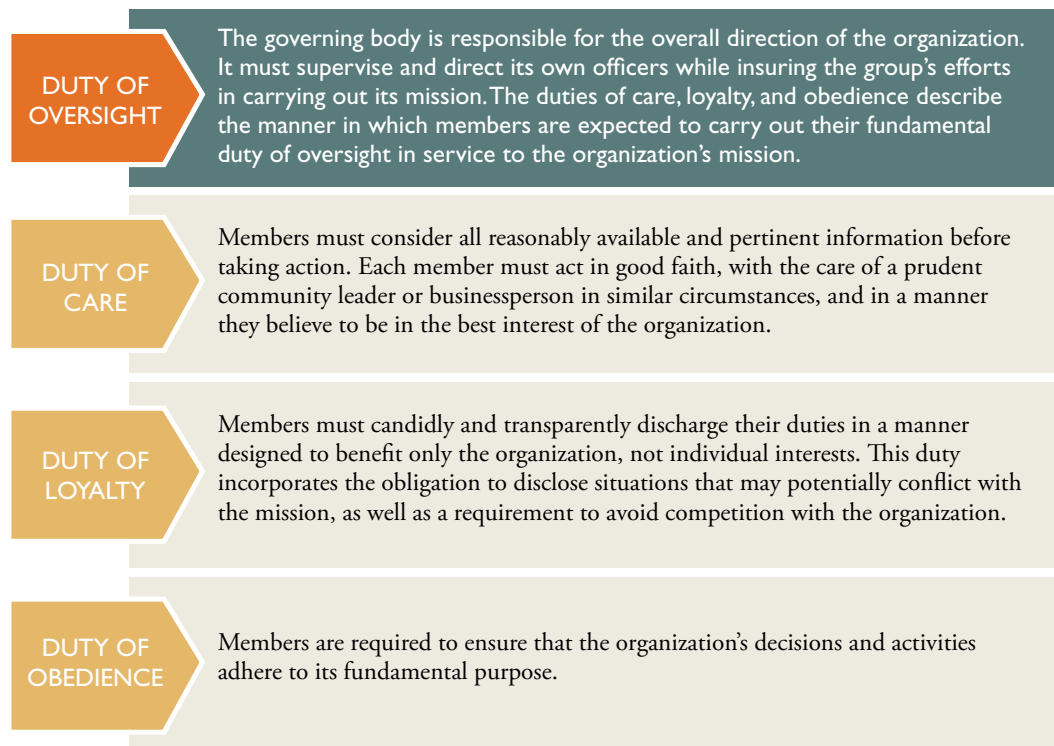 DUTY OF
OVERSIGHT
The governing body is responsible for the overall direction of the organization.
It must supervise and direct its own officers while insuring the group’s efforts
in carrying out its mission. The duties of care, loyalty, and obedience describe
the manner in which members are expected to carry out their fundamental
duty of oversight in service to the organization’s mission.
DUTY OF
CARE
Members must consider all reasonably available and pertinent information before
taking action. Each member must act in good faith, with the care of a prudent
community leader or businessperson in similar circumstances, and in a manner
they believe to be in the best interest of the organization.
DUTY OF
LOYALTY
Members must candidly and transparently discharge their duties in a manner
designed to benefit only the organization, not individual interests. This duty
incorporates the obligation to disclose situations that may potentially conflict with
the mission, as well as a requirement to avoid competition with the organization.
DUTY OF
OBEDIENCE
Members are required to ensure that the organization’s decisions and activities
adhere to its fundamental purpose.